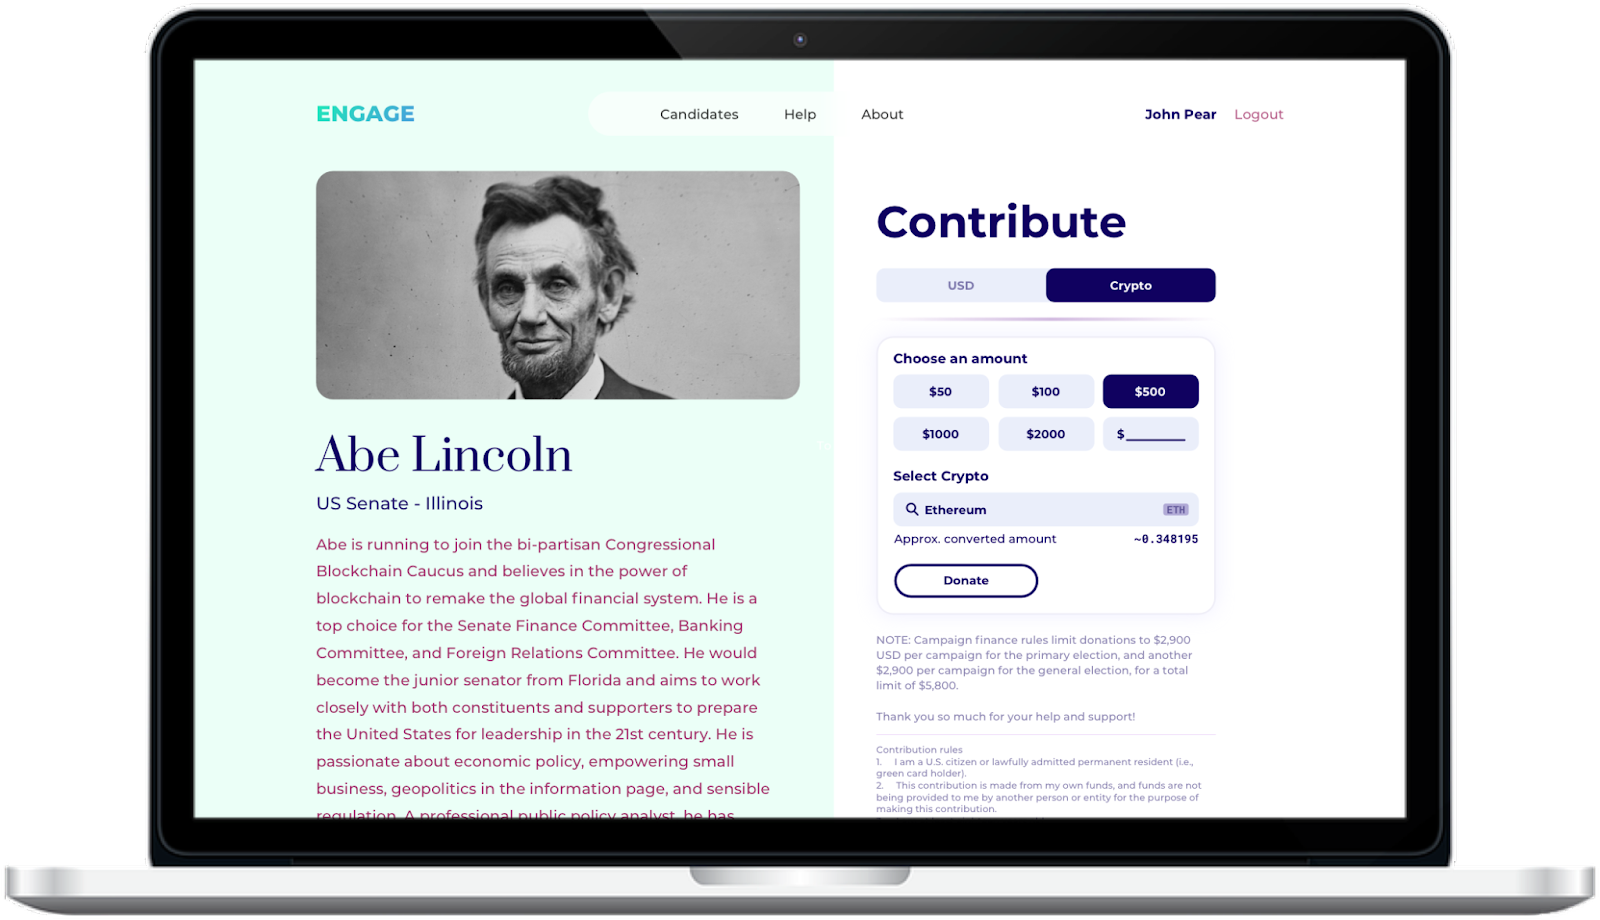 ENGAGE
Candidates
Help
About
John Pear
Logout
Abe Lincoln
US Senate - Illinois
Abe is running to join the bi-partisan Congressional
Blockchain Caucus and believes in the power of
blockchain to remake the global financial system. He is a
top choice for the Senate Finance Committee, Banking
Committee, and Foreign Relations Committee. He would
become the junior senator from Florida and aims to work
closely with both constituents and supporters to prepare
the United States for leadership in the 21st century. He is
passionate about economic policy, empowering small
business, geopolitics in the information page, and sensible
regulation. A professional public policy analyst, he has
Contribute
USD
Crypto
Choose an amount
$50
$100
$500
$1000
$2000
$ ________
Select Crypto
Ethereum
ETH
Approx. converted amount
~0.348195
Donate
NOTE: Campaign finance rules limit donations to $2,900
USD per campaign for the primary election, and another
$2,900 per campaign for the general election, for a total
limit of $5,800.
Thank you so much for your help and support!
Contribution rules
1. I am a U.S. citizen or lawfully admitted permanent resident (i.e.,
green card holder).
2. This contribution is made from my own funds, and funds are not
being provided to me by another person or entity for the purpose of
making this contribution.